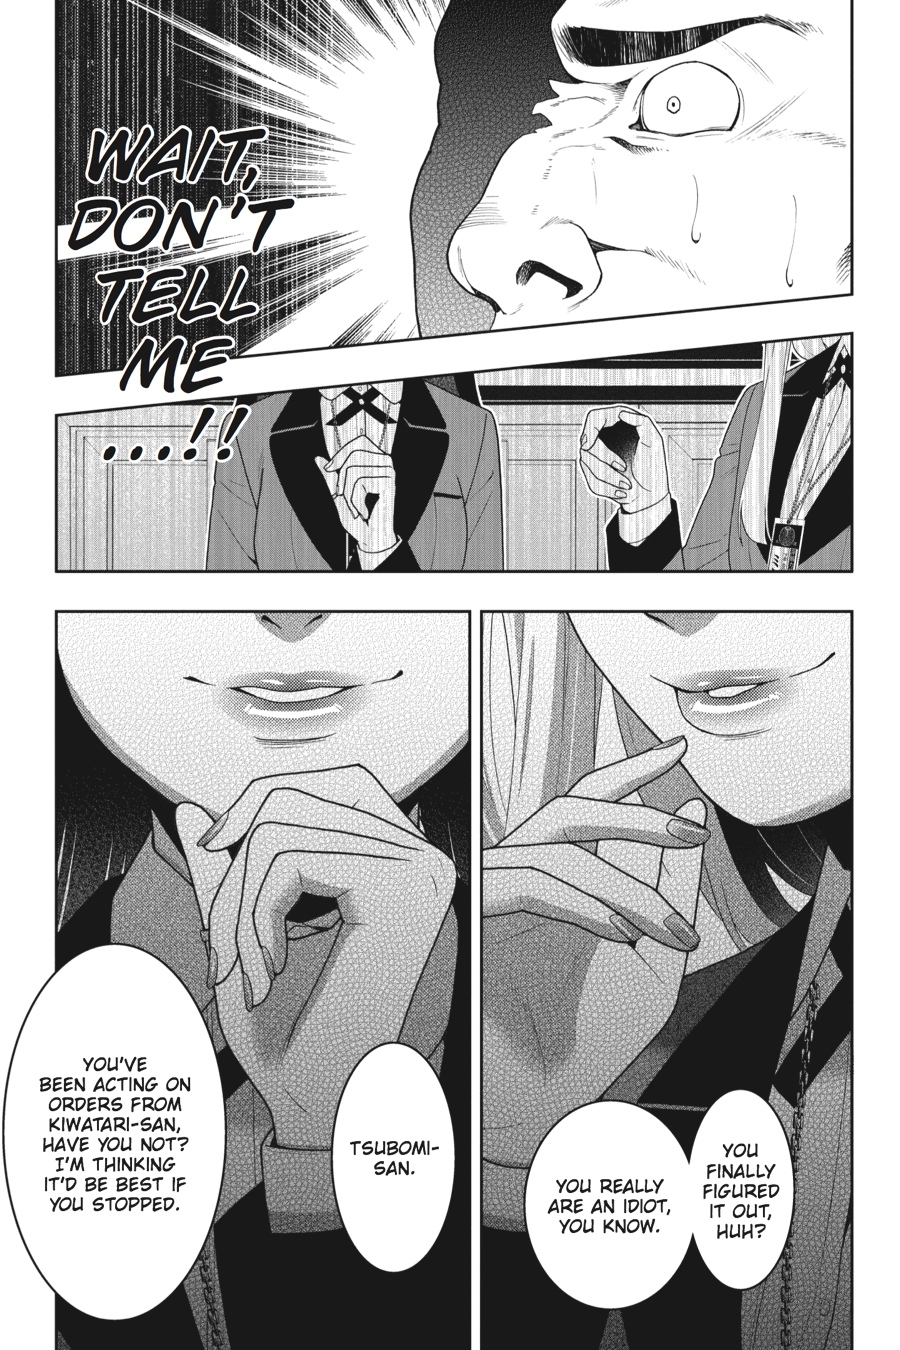 WAIT,
DON'T
TELL
ME
...!!
YOU
FINALLY
FIGURED
IT OUT,
HUH?
YOU REALLY
ARE AN IDIOT,
YOU KNOW.
TSUBOMI-
SAN.
YOU'VE
BEEN ACTING ON
ORDERS FROM
KIWATARI-SAN,
HAVE YOU NOT?
I'M THINKING
IT'D BE BEST IF
YOU STOPPED.